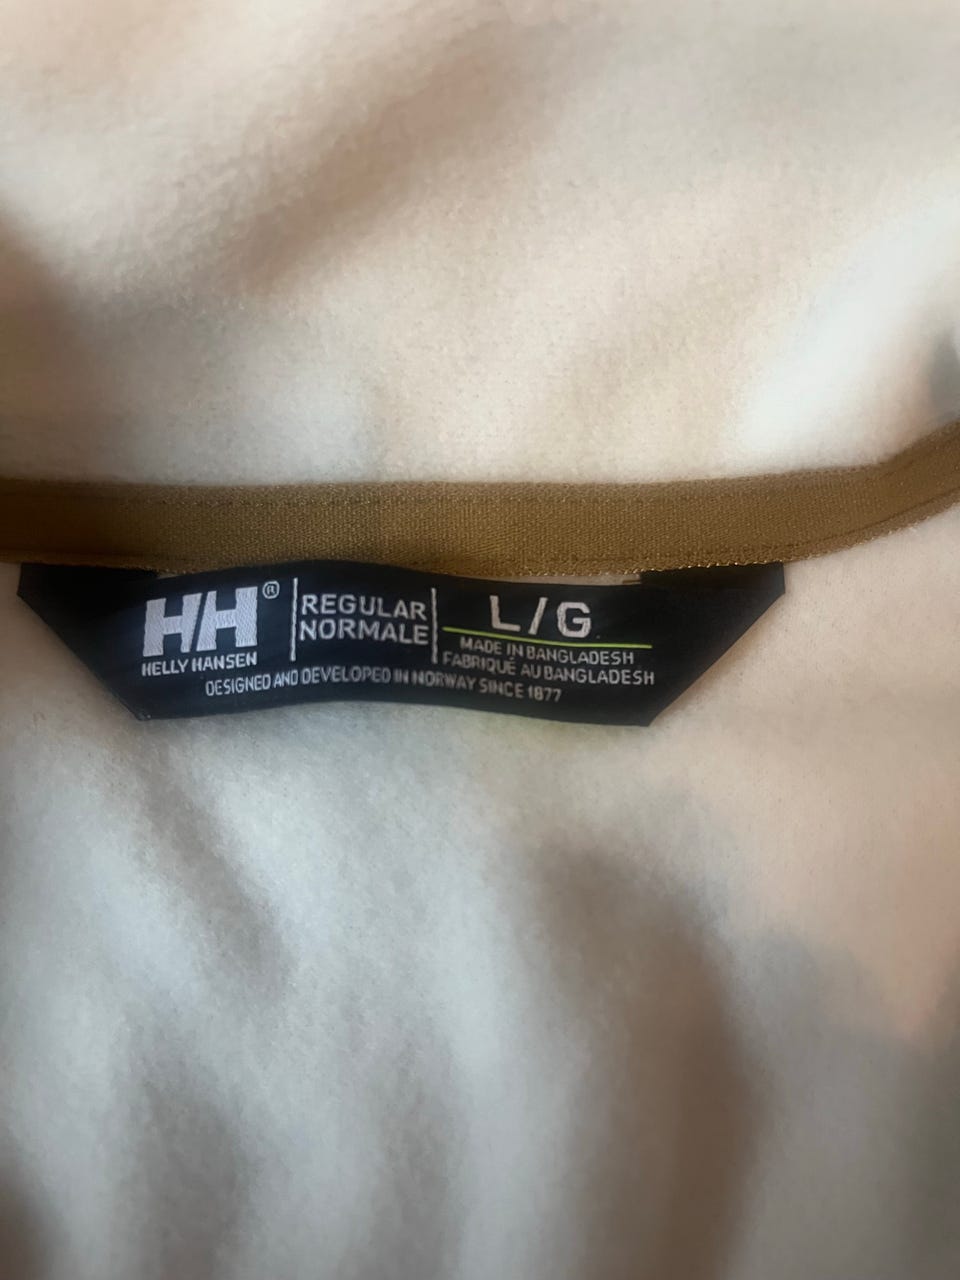 HH®
HELLY HANSEN
REGULAR
NORMALE
L/G
MADE IN BANGLADESH
FABRIQUÉ AU BANGLADESH
DESIGNED AND DEVELOPED IN NORWAY SINCE 1877